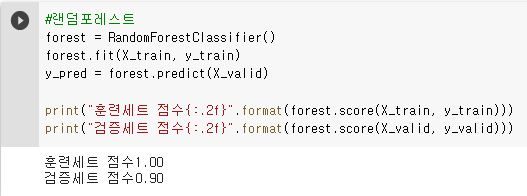 #랜덤포레스트
forest = RandomForestClassifier()
forest.fit(X_train, y_train)
y_pred = forest.predict(X_valid)
print("훈련세트 점수{:.2f}".format(forest.score(X_train, y_train)))
print("검증세트 점수{:.2f}".format(forest.score(X_valid, y_valid)))
훈련세트 점수1.00
검증세트 점수0.90